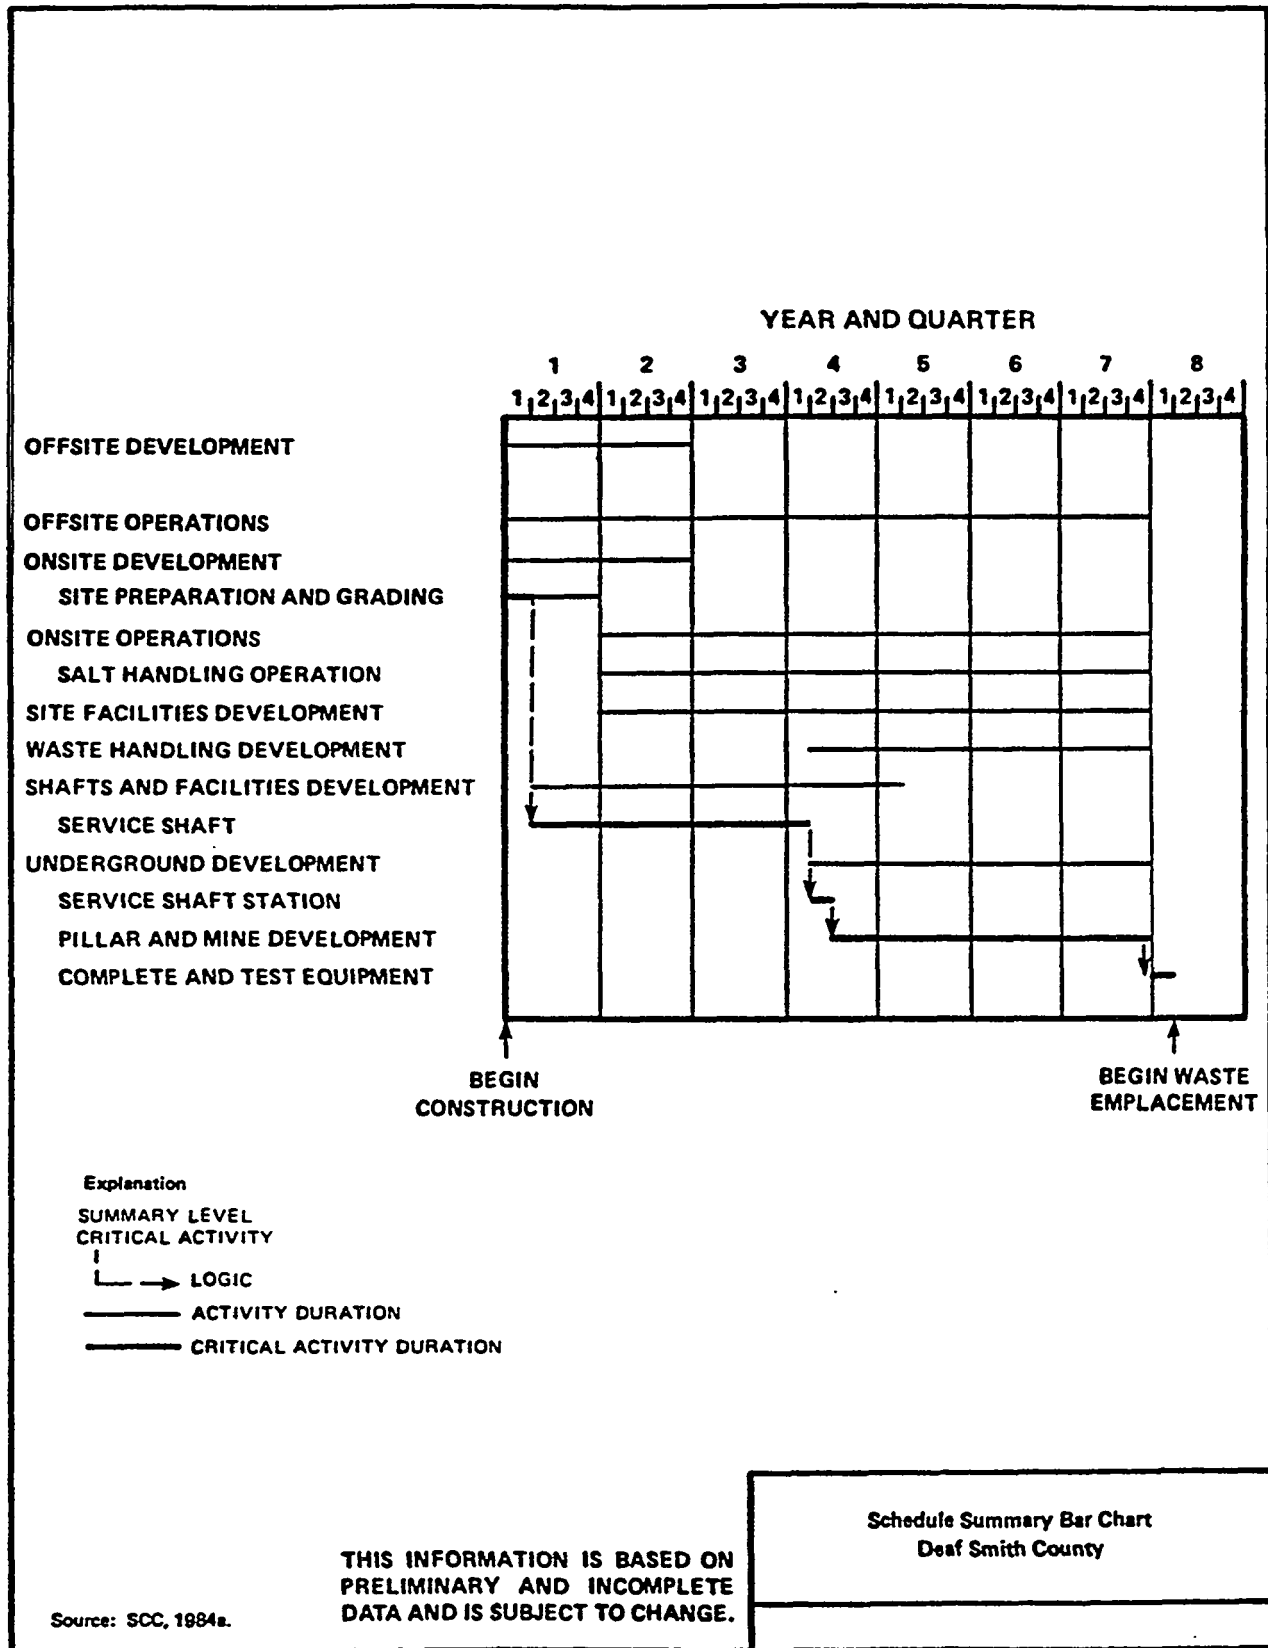 YEAR AND QUARTER
1 2 3 4 5 6 7 8
1 2 3 4 1 2 3 4 1 2 3 4 1 2 3 4 1 2 3 4 1 2 3 4 1 2 3 4 1 2 3 4
OFFSITE DEVELOPMENT
OFFSITE OPERATIONS
ONSITE DEVELOPMENT
SITE PREPARATION AND GRADING
ONSITE OPERATIONS
SALT HANDLING OPERATION
SITE FACILITIES DEVELOPMENT
WASTE HANDLING DEVELOPMENT
SHAFTS AND FACILITIES DEVELOPMENT
SERVICE SHAFT
UNDERGROUND DEVELOPMENT
SERVICE SHAFT STATION
PILLAR AND MINE DEVELOPMENT
COMPLETE AND TEST EQUIPMENT
BEGIN
CONSTRUCTION
BEGIN WASTE
EMPLACEMENT
Explanation
SUMMARY LEVEL
CRITICAL ACTIVITY
LOGIC
ACTIVITY DURATION
CRITICAL ACTIVITY DURATION
Schedule Summary Bar Chart
Deaf Smith County
THIS INFORMATION IS BASED ON
PRELIMINARY AND INCOMPLETE
DATA AND IS SUBJECT TO CHANGE.
Source: SCC, 1984a.